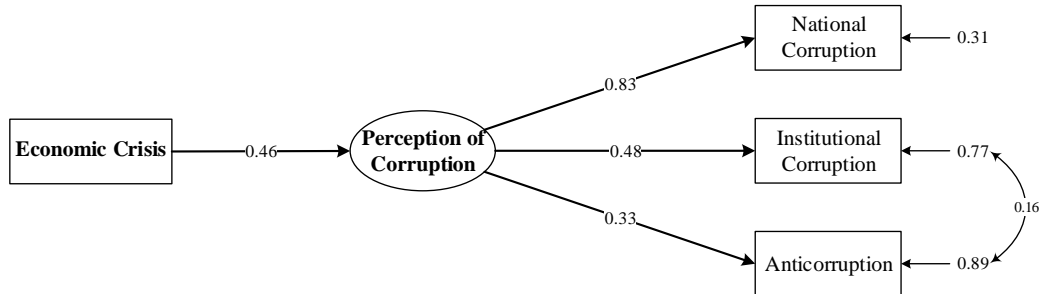 National
Corruption
0.31
0.83
Economic Crisis
0.46
Perception of
Corruption
0.48
Institutional
Corruption
0.77
0.16
0.33
Anticorruption
0.89